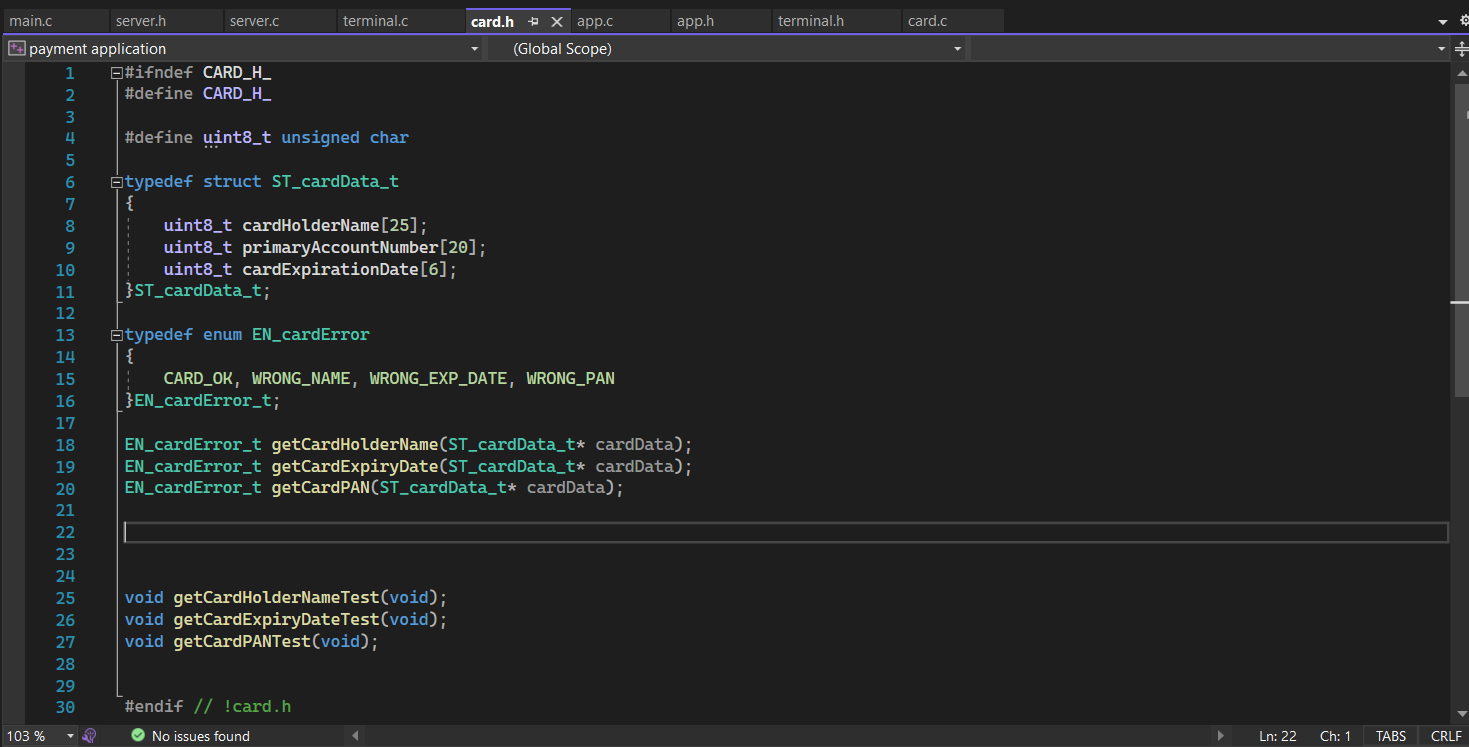 main.c server.h server.c terminal.c card.h app.c app.h terminal.h card.c
payment application (Global Scope)
1 #ifndef CARD_H_
2 #define CARD_H_
3
4 #define uint8_t unsigned char
5
6 typedef struct ST_cardData_t
7 {
8 uint8_t cardHolderName[25];
9 uint8_t primaryAccountNumber[20];
10 uint8_t cardExpirationDate[6];
11 }ST_cardData_t;
12
13 typedef enum EN_cardError
14 {
15 CARD_OK, WRONG_NAME, WRONG_EXP_DATE, WRONG_PAN
16 }EN_cardError_t;
17
18 EN_cardError_t getCardHolderName(ST_cardData_t* cardData);
19 EN_cardError_t getCardExpiryDate(ST_cardData_t* cardData);
20 EN_cardError_t getCardPAN(ST_cardData_t* cardData);
21
22
23
24
25 void getCardHolderNameTest(void);
26 void getCardExpiryDateTest(void);
27 void getCardPANTest(void);
28
29
30 #endif // !card.h
103 % No issues found Ln: 22 Ch: 1 TABS CRLF